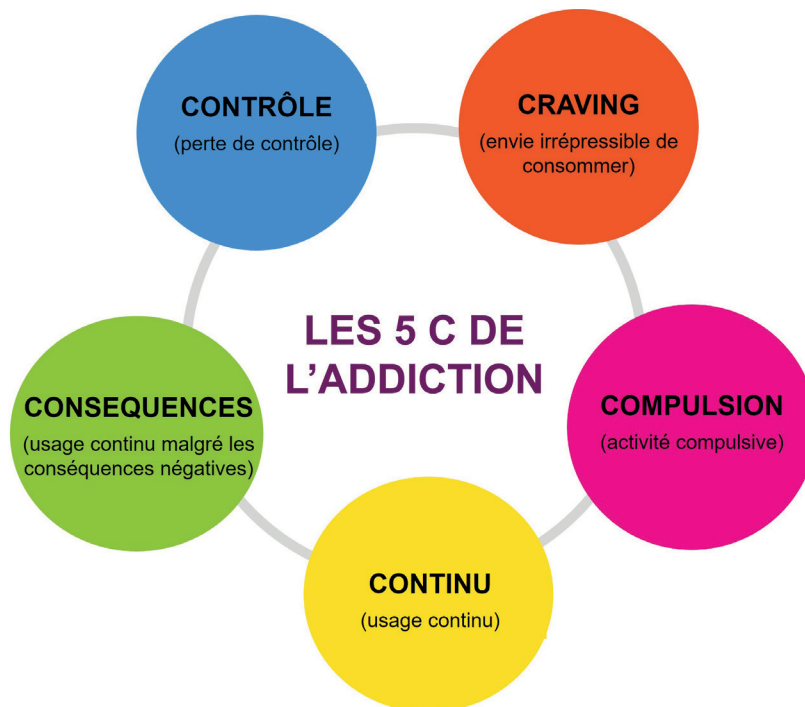 CONTRÔLE
(perte de contrôle)
CRAVING
(envie irrépressible de
consommer)
LES 5 C DE
L’ADDICTION
CONSEQUENCES
(usage continu malgré les
conséquences négatives)
COMPULSION
(activité compulsive)
CONTINU
(usage continu)